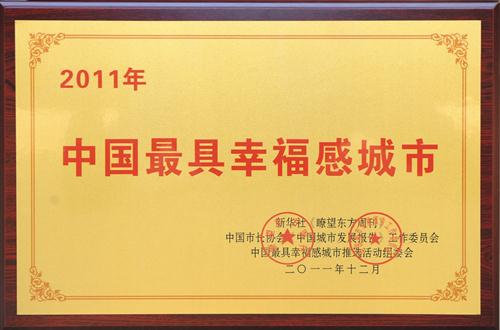 2011年
中国最具幸福感城市
新华社《瞭望东方周刊》
中国市长协会《中国城市发展报告》工作委员会
中国最具幸福感城市推选活动组委会
二〇一一年十二月